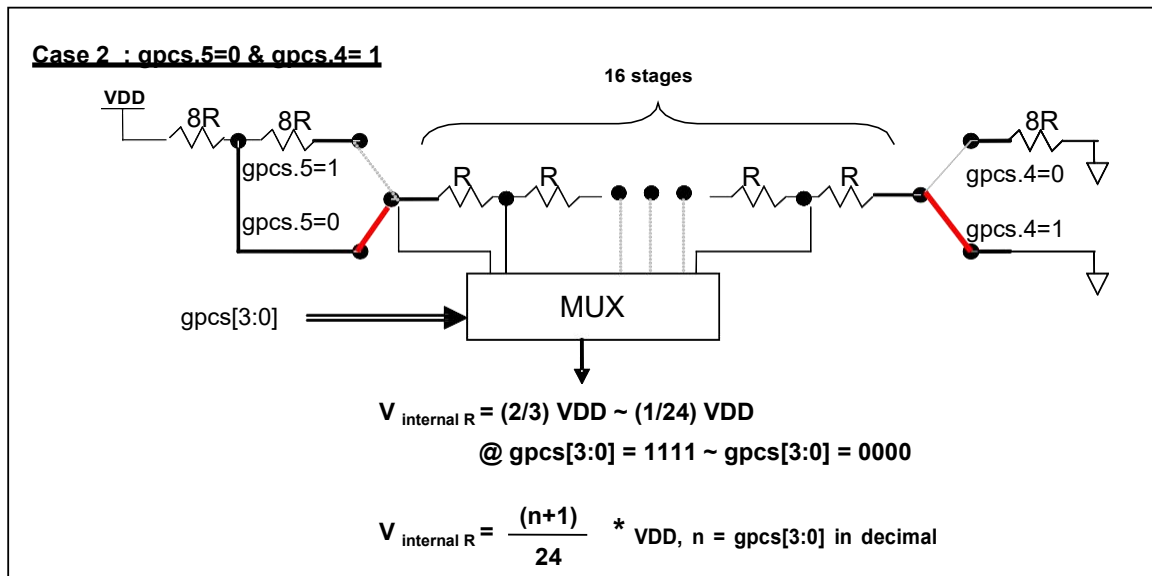 Case 2 : gpcs.5=0 & gpcs.4= 1
16 stages
VDD
8R 8R
8R
gpcs.5=1
gpcs.4=0
R R R R
gpcs.5=0
gpcs.4=1
MUX
gpcs[3:0]
V internal R = (2/3) VDD ~ (1/24) VDD
@ gpcs[3:0] = 1111 ~ gpcs[3:0] = 0000
V internal R = (n+1)
24
* VDD, n = gpcs[3:0] in decimal